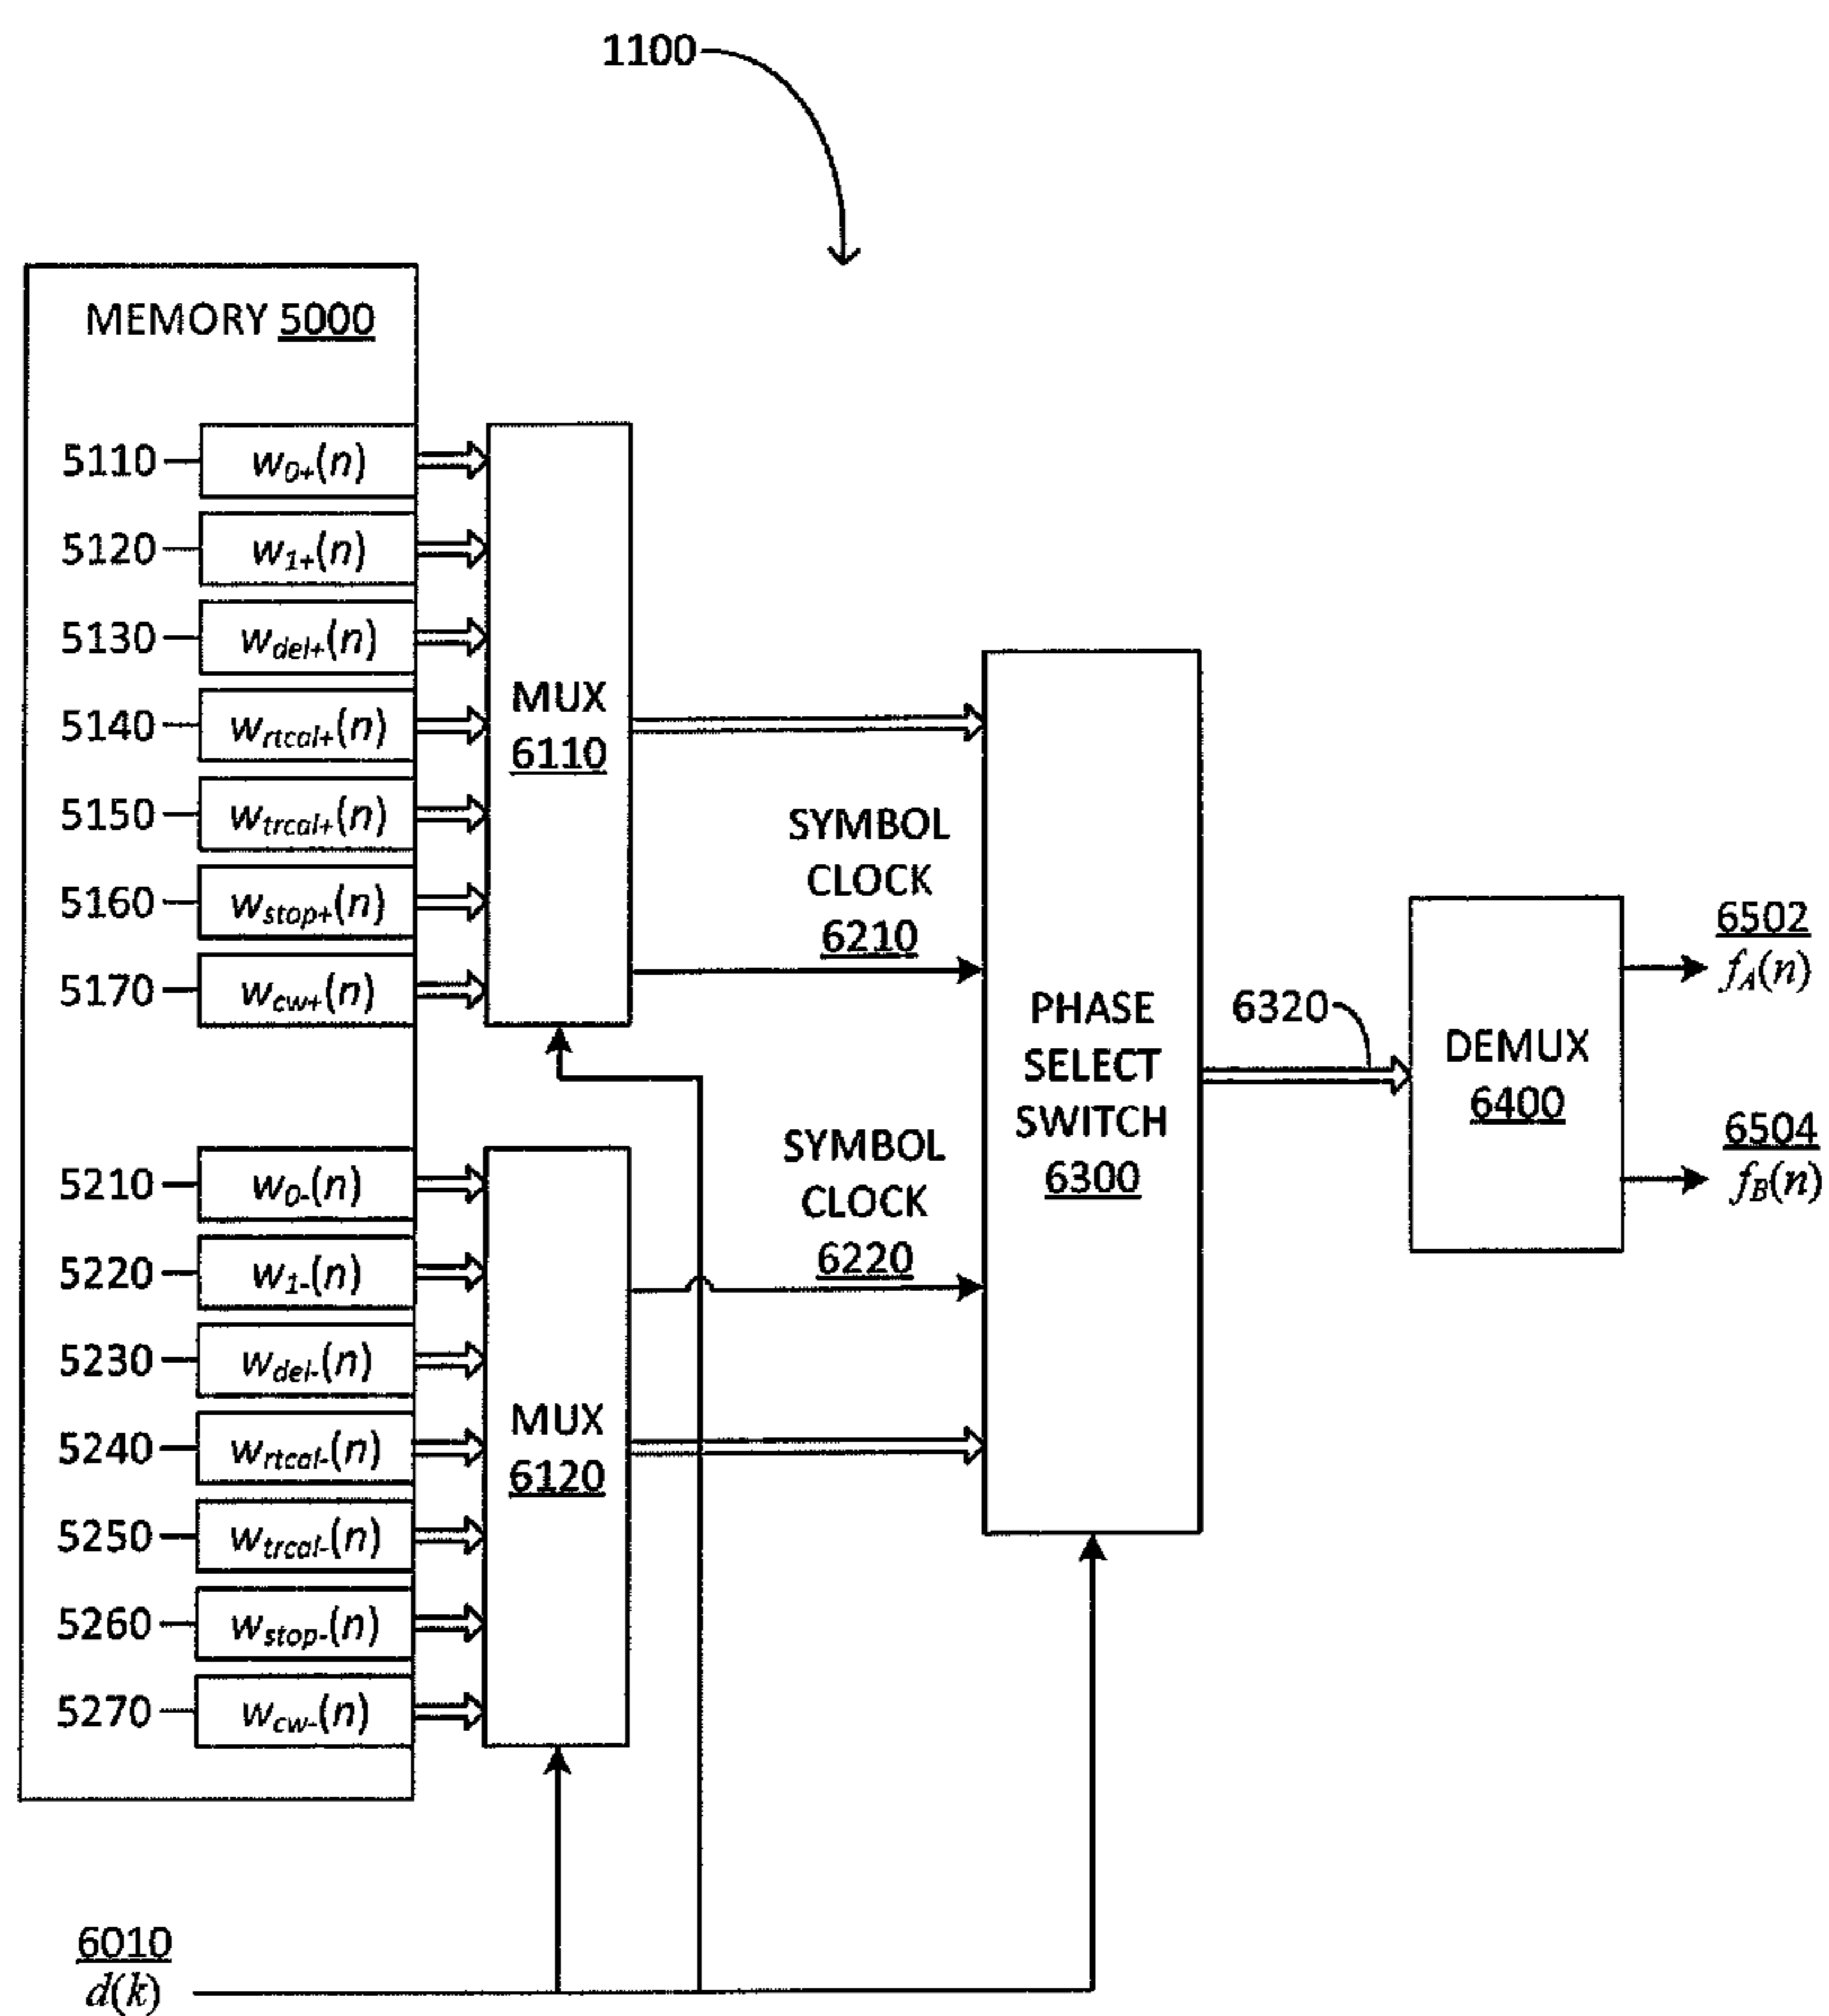 1100
MEMORY 5000
5110 w0+(n)
5120 w1+(n)
5130 wdel+(n)
5140 wrtcal+(n)
5150 wtrcal+(n)
5160 wstop+(n)
5170 wcw+(n)
MUX
6110
SYMBOL
CLOCK
6210
5210 w0-(n)
5220 w1-(n)
5230 wdel-(n)
5240 wrtcal-(n)
5250 wtrcal-(n)
5260 wstop-(n)
5270 wcw-(n)
MUX
6120
SYMBOL
CLOCK
6220
PHASE
SELECT
SWITCH
6300
6320
DEMUX
6400
6502
fA(n)
6504
fB(n)
6010
d(k)